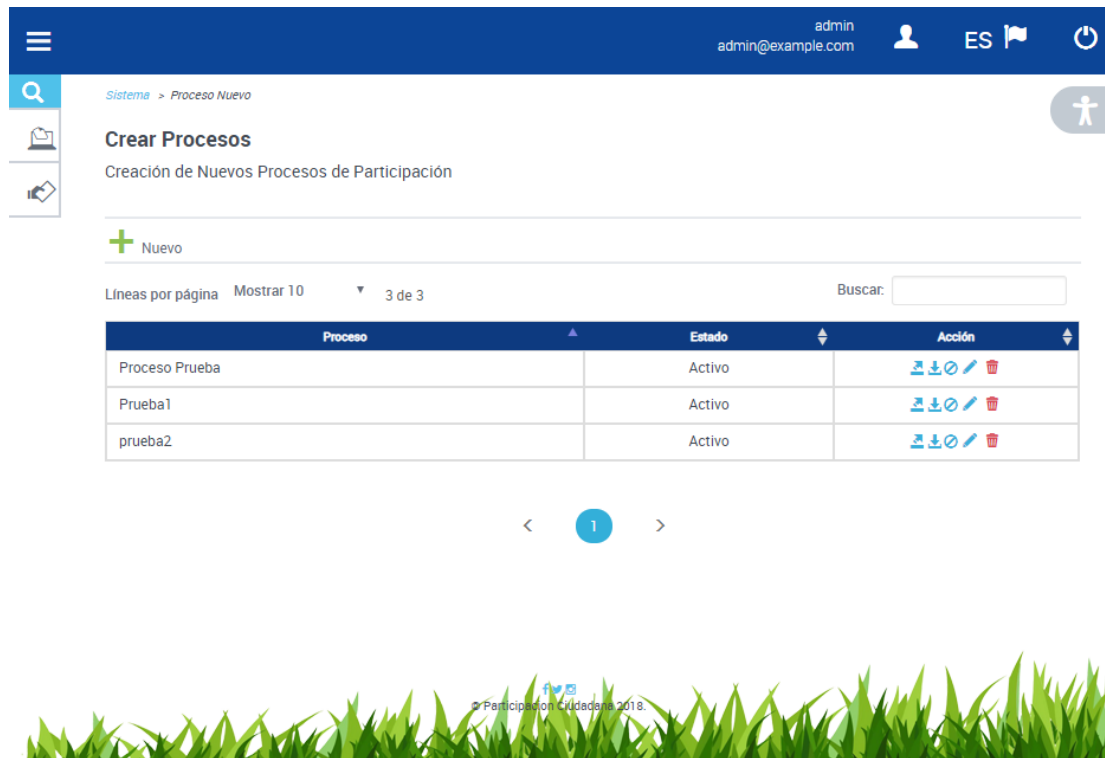 admin
admin@example.com
ES
Sistema > Proceso Nuevo
Crear Procesos
Creación de Nuevos Procesos de Participación
Nuevo
Líneas por página Mostrar 10 3 de 3 Buscar:
Proceso Estado Acción
Proceso Prueba Activo
Prueba1 Activo
prueba2 Activo
< 1 >
© Participacion Ciudadana 2018.